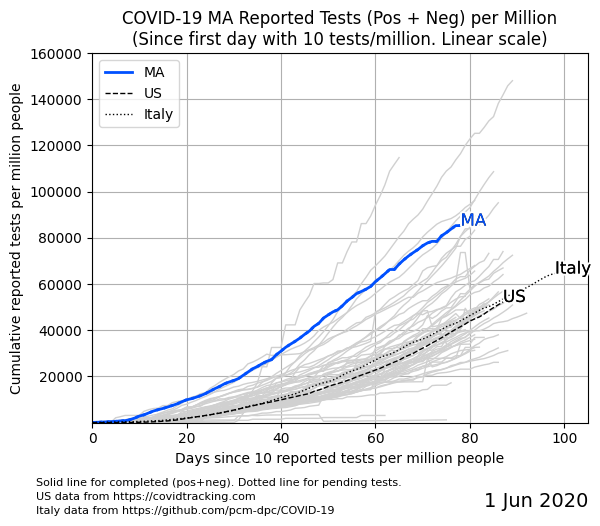 COVID-19 MA Reported Tests (Pos + Neg) per Million
(Since first day with 10 tests/million. Linear scale)
160000
140000
120000
100000
80000
60000
40000
20000
Cumulative reported tests per million people
MA
US
Italy
MA
Italy
US
0
20
40
60
80
100
Days since 10 reported tests per million people
Solid line for completed (pos+neg). Dotted line for pending tests.
US data from https://covidtracking.com
Italy data from https://github.com/pcm-dpc/COVID-19
1 Jun 2020